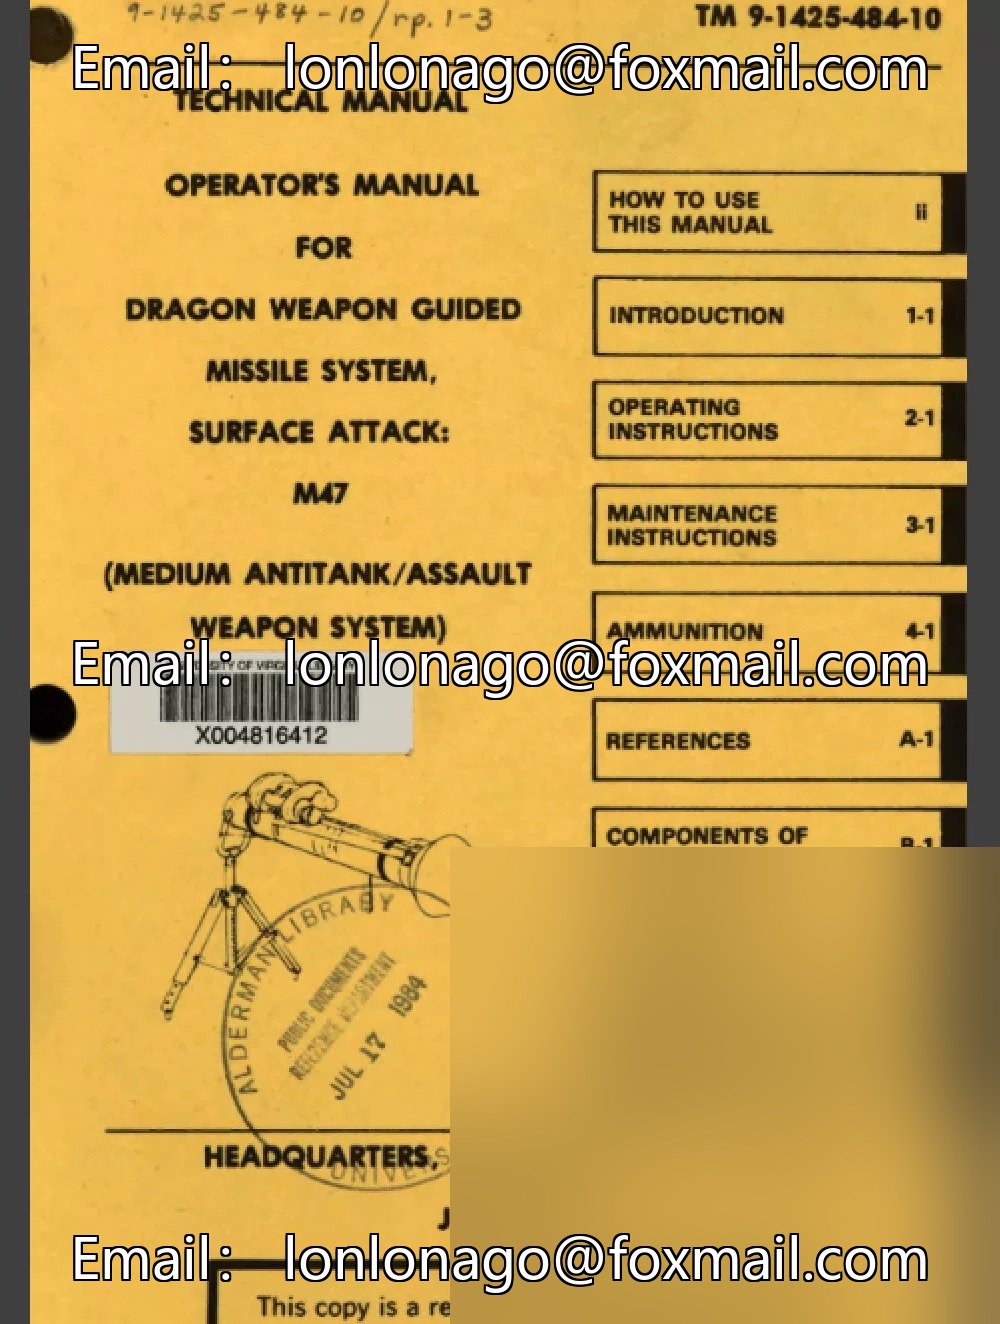 9-1425-484-10/rp. 1-3
TM 9-1425-484-10
Email： lonlonago@foxmail.com
TECHNICAL MANUAL
OPERATOR'S MANUAL
FOR
DRAGON WEAPON GUIDED
MISSILE SYSTEM,
SURFACE ATTACK:
M47
(MEDIUM ANTITANK/ASSAULT
WEAPON SYSTEM)
HOW TO USE
THIS MANUAL ii
INTRODUCTION 1-1
OPERATING
INSTRUCTIONS 2-1
MAINTENANCE
INSTRUCTIONS 3-1
AMMUNITION 4-1
Email： lonlonago@foxmail.com
X004816412
REFERENCES A-1
COMPONENTS OF
B-1
ALDERMAN LIBRARY
PUBLIC DOCUMENTS
REFERENCE DEPARTMENT
JUL 17 1984
UNIVERS
HEADQUARTERS,
J
Email： lonlonago@foxmail.com
This copy is a re